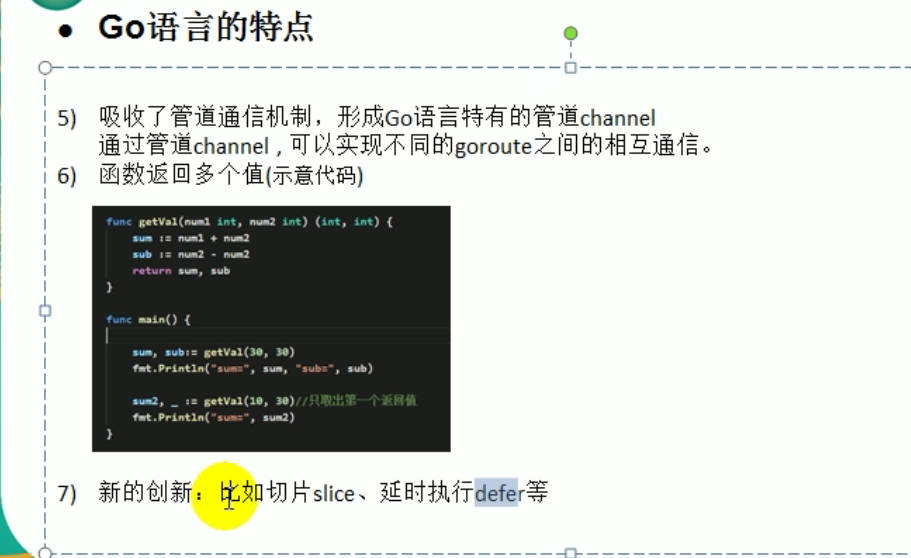 ● Go语言的特点
5) 吸收了管道通信机制，形成Go语言特有的管道channel
通过管道channel , 可以实现不同的goroute之间的相互通信。
6) 函数返回多个值(示意代码)
func getVal(num1 int, num2 int) (int, int) {
sum := num1 + num2
sub := num2 - num2
return sum, sub
}
func main() {
sum, sub:= getVal(30, 30)
fmt.Println("sum=", sum, "sub=", sub)
sum2, _ := getVal(10, 30)//只取出第一个返回值
fmt.Println("sum=", sum2)
}
7) 新的创新：比如切片slice、延时执行defer等